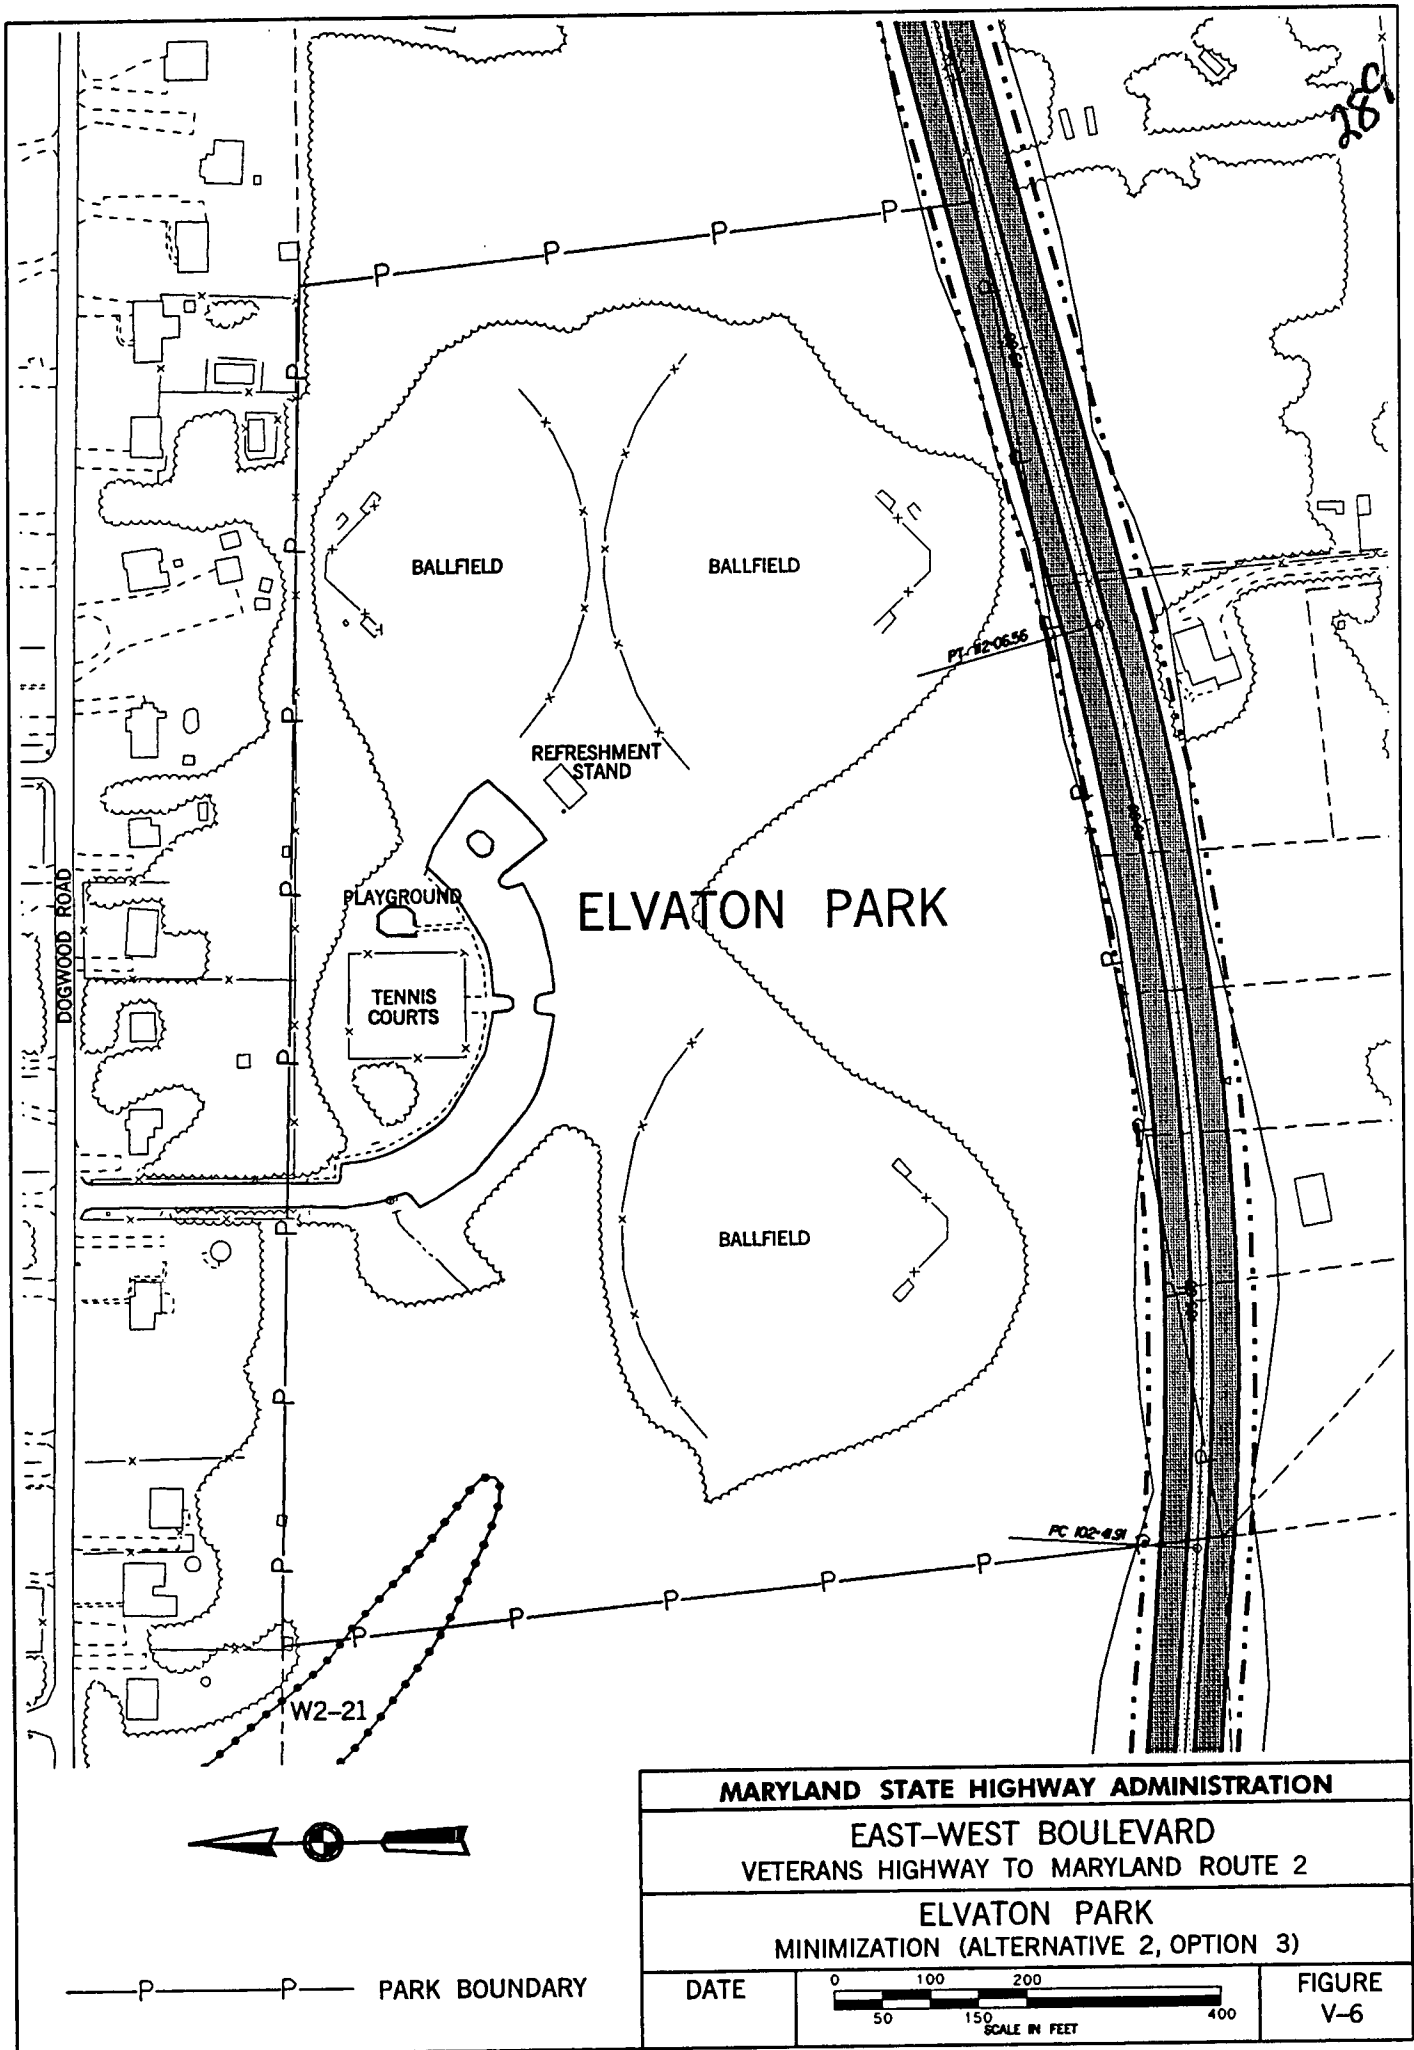 289
P P P P
P
P
P
P
P
P
P
P
P
BALLFIELD
BALLFIELD
PT 112+06.56
REFRESHMENT
STAND
PLAYGROUND
ELVATON PARK
DOGWOOD ROAD
TENNIS
COURTS
BALLFIELD
PC 102+41.91
P P P P P
W2-21
MARYLAND STATE HIGHWAY ADMINISTRATION
EAST-WEST BOULEVARD
VETERANS HIGHWAY TO MARYLAND ROUTE 2
ELVATON PARK
MINIMIZATION (ALTERNATIVE 2, OPTION 3)
P P PARK BOUNDARY
DATE
0 100 200
50 150 400
SCALE IN FEET
FIGURE
V-6